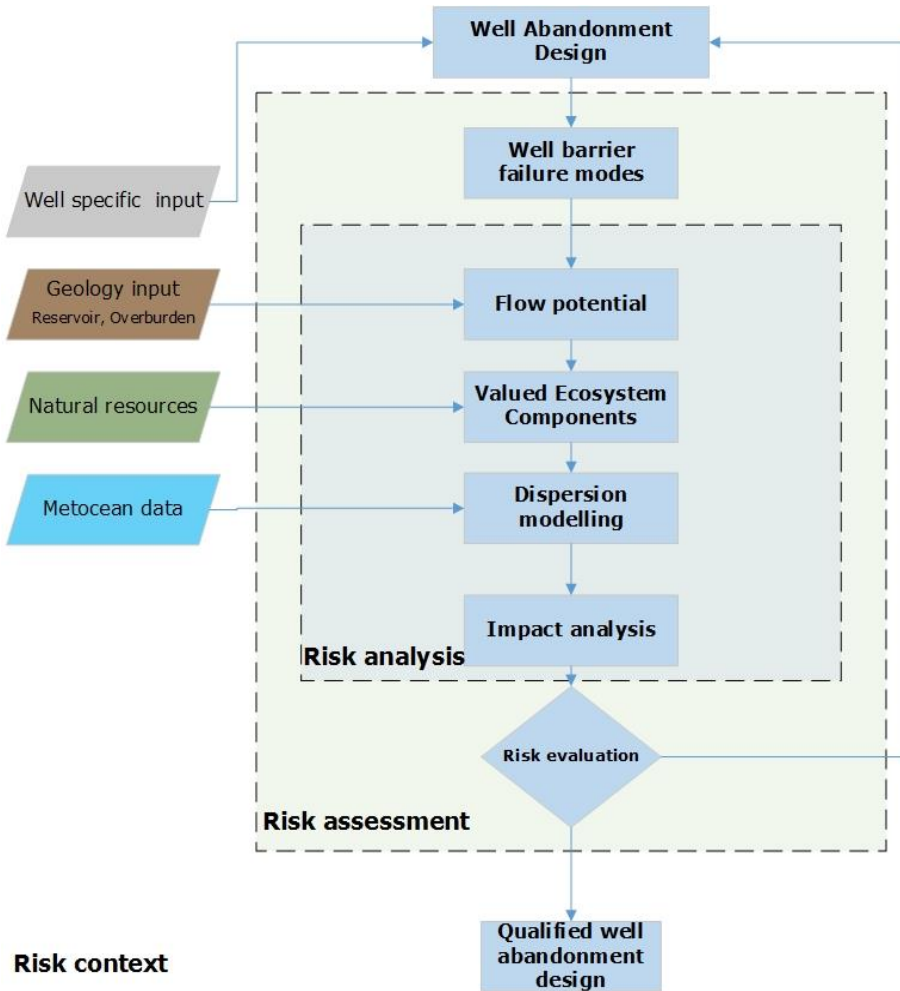 Well Abandonment
Design
Well barrier
failure modes
Well specific input
Geology input
Reservoir, Overburden
Flow potential
Natural resources
Valued Ecosystem
Components
Metocean data
Dispersion
modelling
Impact analysis
Risk analysis
Risk evaluation
Risk assessment
Qualified well
abandonment
design
Risk context